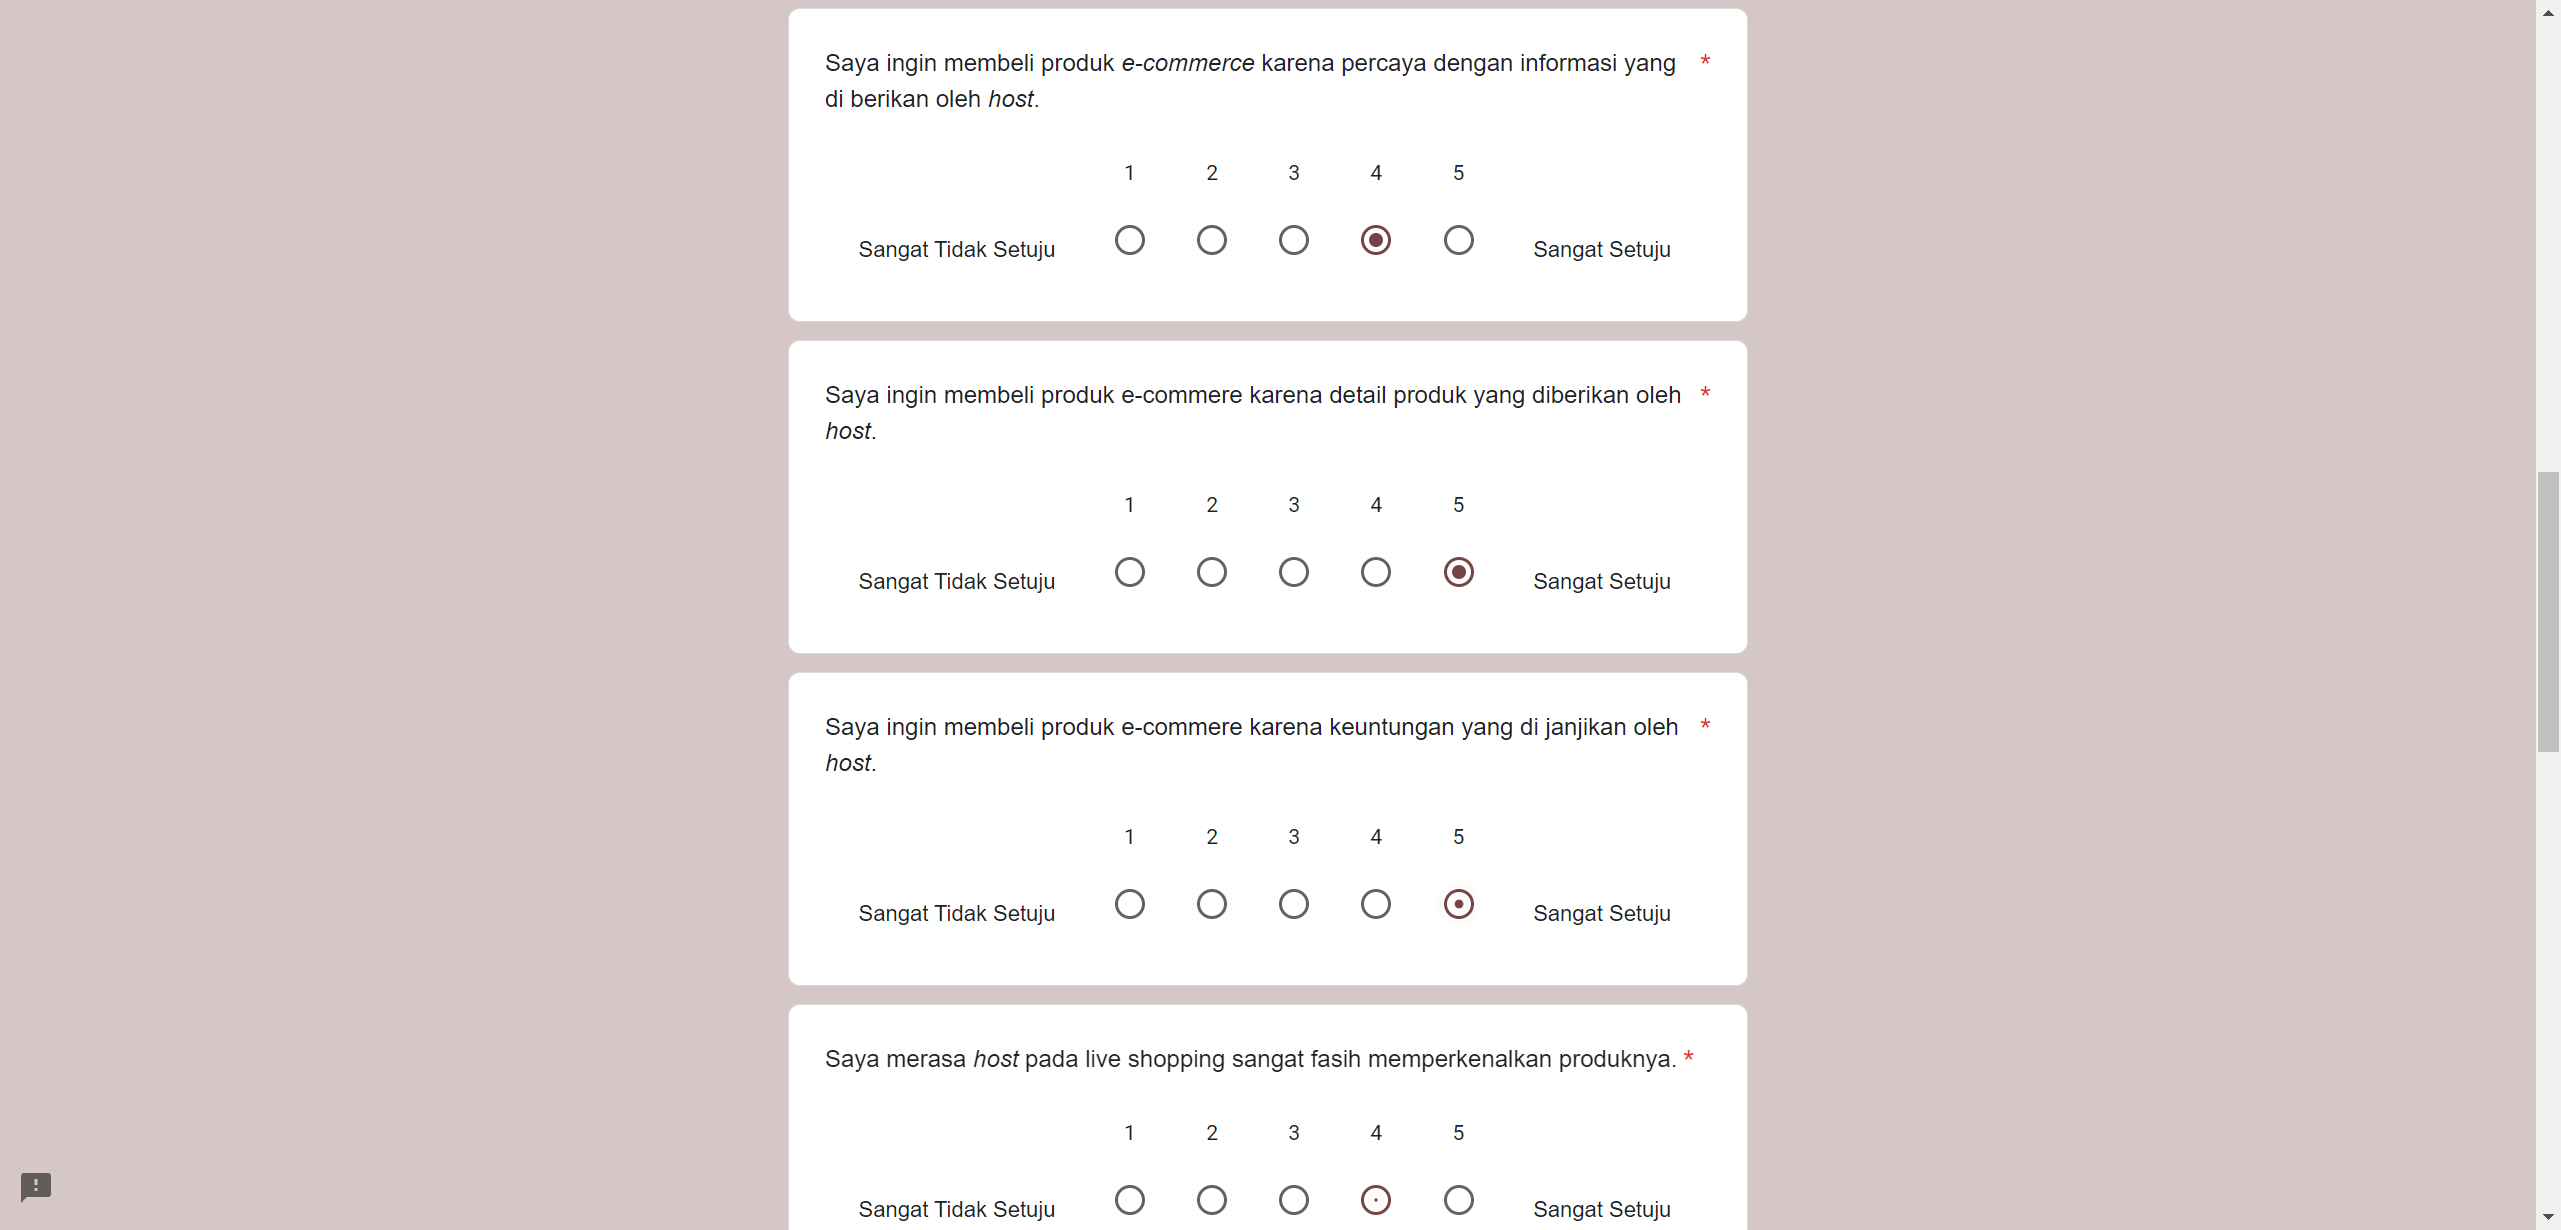 Saya ingin membeli produk e-commerce karena percaya dengan informasi yang *
di berikan oleh host.
1 2 3 4 5
Sangat Tidak Setuju Sangat Setuju
Saya ingin membeli produk e-commere karena detail produk yang diberikan oleh *
host.
1 2 3 4 5
Sangat Tidak Setuju Sangat Setuju
Saya ingin membeli produk e-commere karena keuntungan yang di janjikan oleh *
host.
1 2 3 4 5
Sangat Tidak Setuju Sangat Setuju
Saya merasa host pada live shopping sangat fasih memperkenalkan produknya. *
1 2 3 4 5
Sangat Tidak Setuju Sangat Setuju